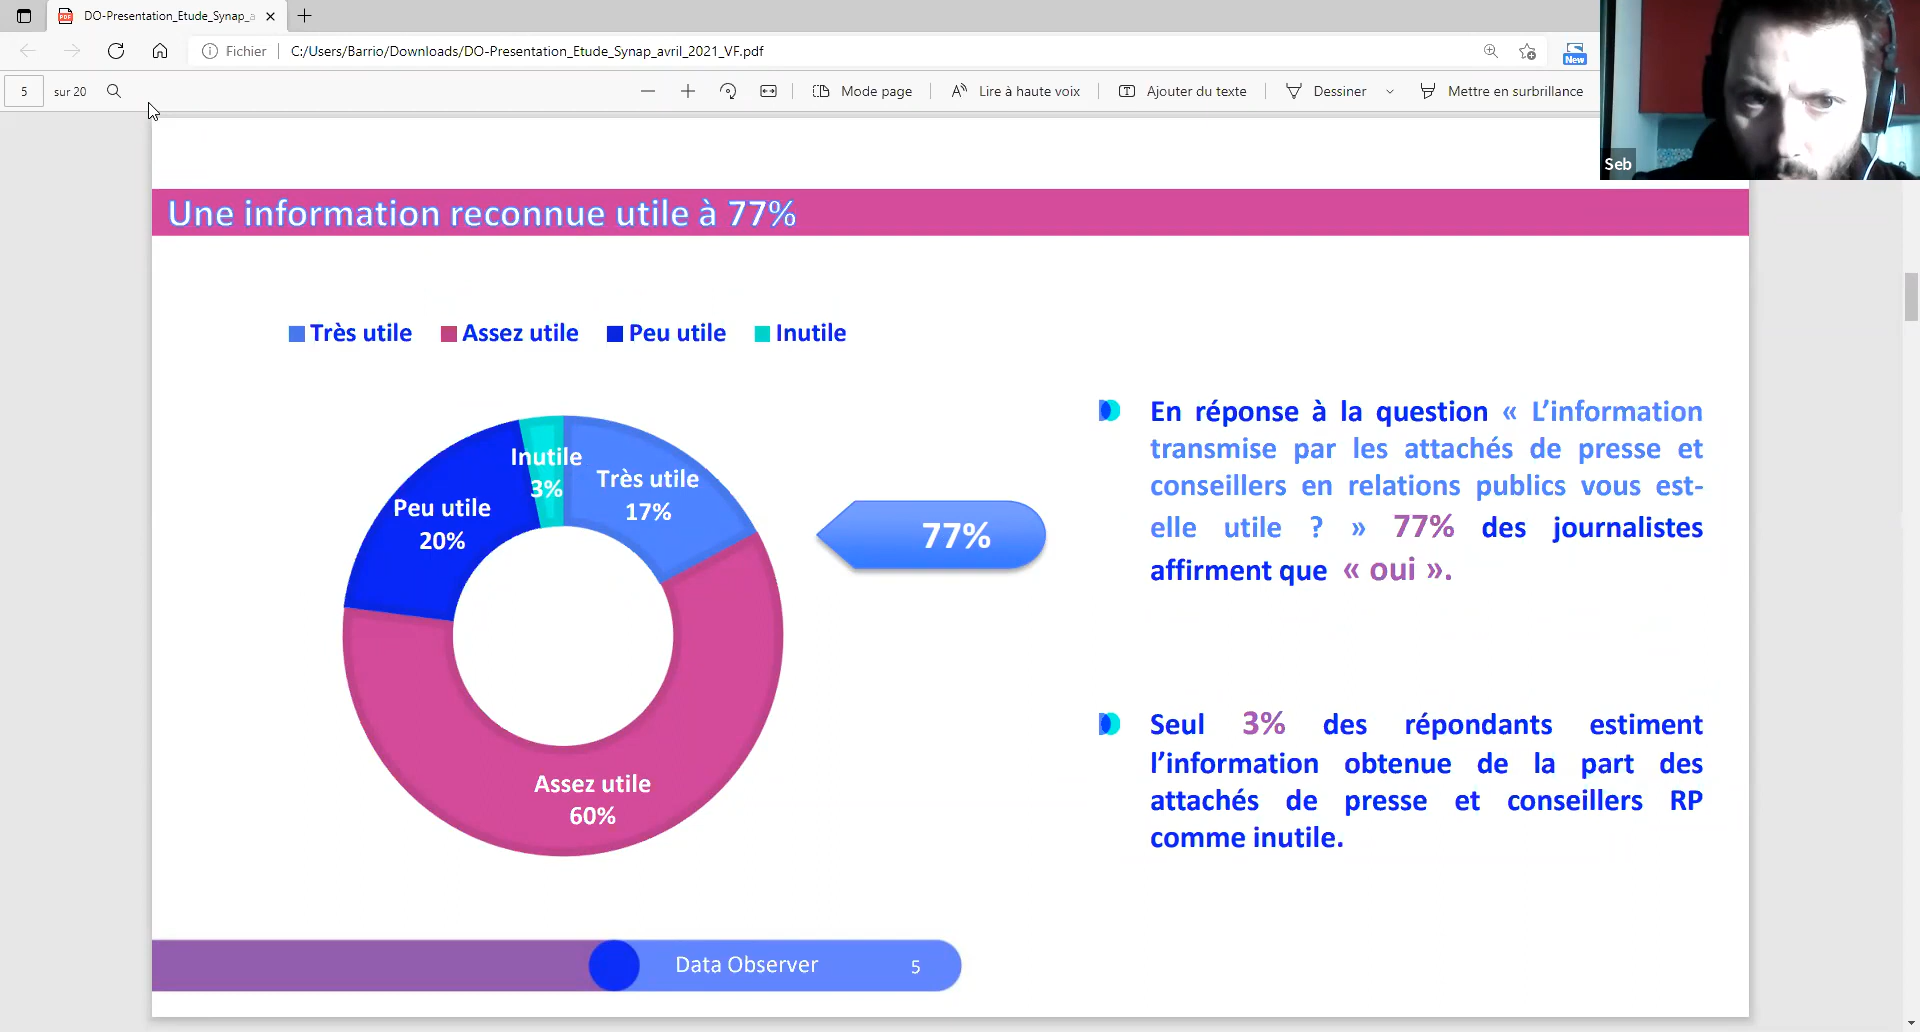 DO-Presentation_Etude_Synap_a
Fichier
C:/Users/Barrio/Downloads/DO-Presentation_Etude_Synap_avril_2021_VF.pdf
New
5 sur 20
Mode page
Lire à haute voix
Ajouter du texte
Dessiner
Mettre en surbrillance
Seb
Une information reconnue utile à 77%
Très utile Assez utile Peu utile Inutile
Inutile
3%
Très utile
17%
Peu utile
20%
Assez utile
60%
77%
En réponse à la question « L’information
transmise par les attachés de presse et
conseillers en relations publics vous est-
elle utile ? » 77% des journalistes
affirment que « oui ».
Seul 3% des répondants estiment
l’information obtenue de la part des
attachés de presse et conseillers RP
comme inutile.
Data Observer 5